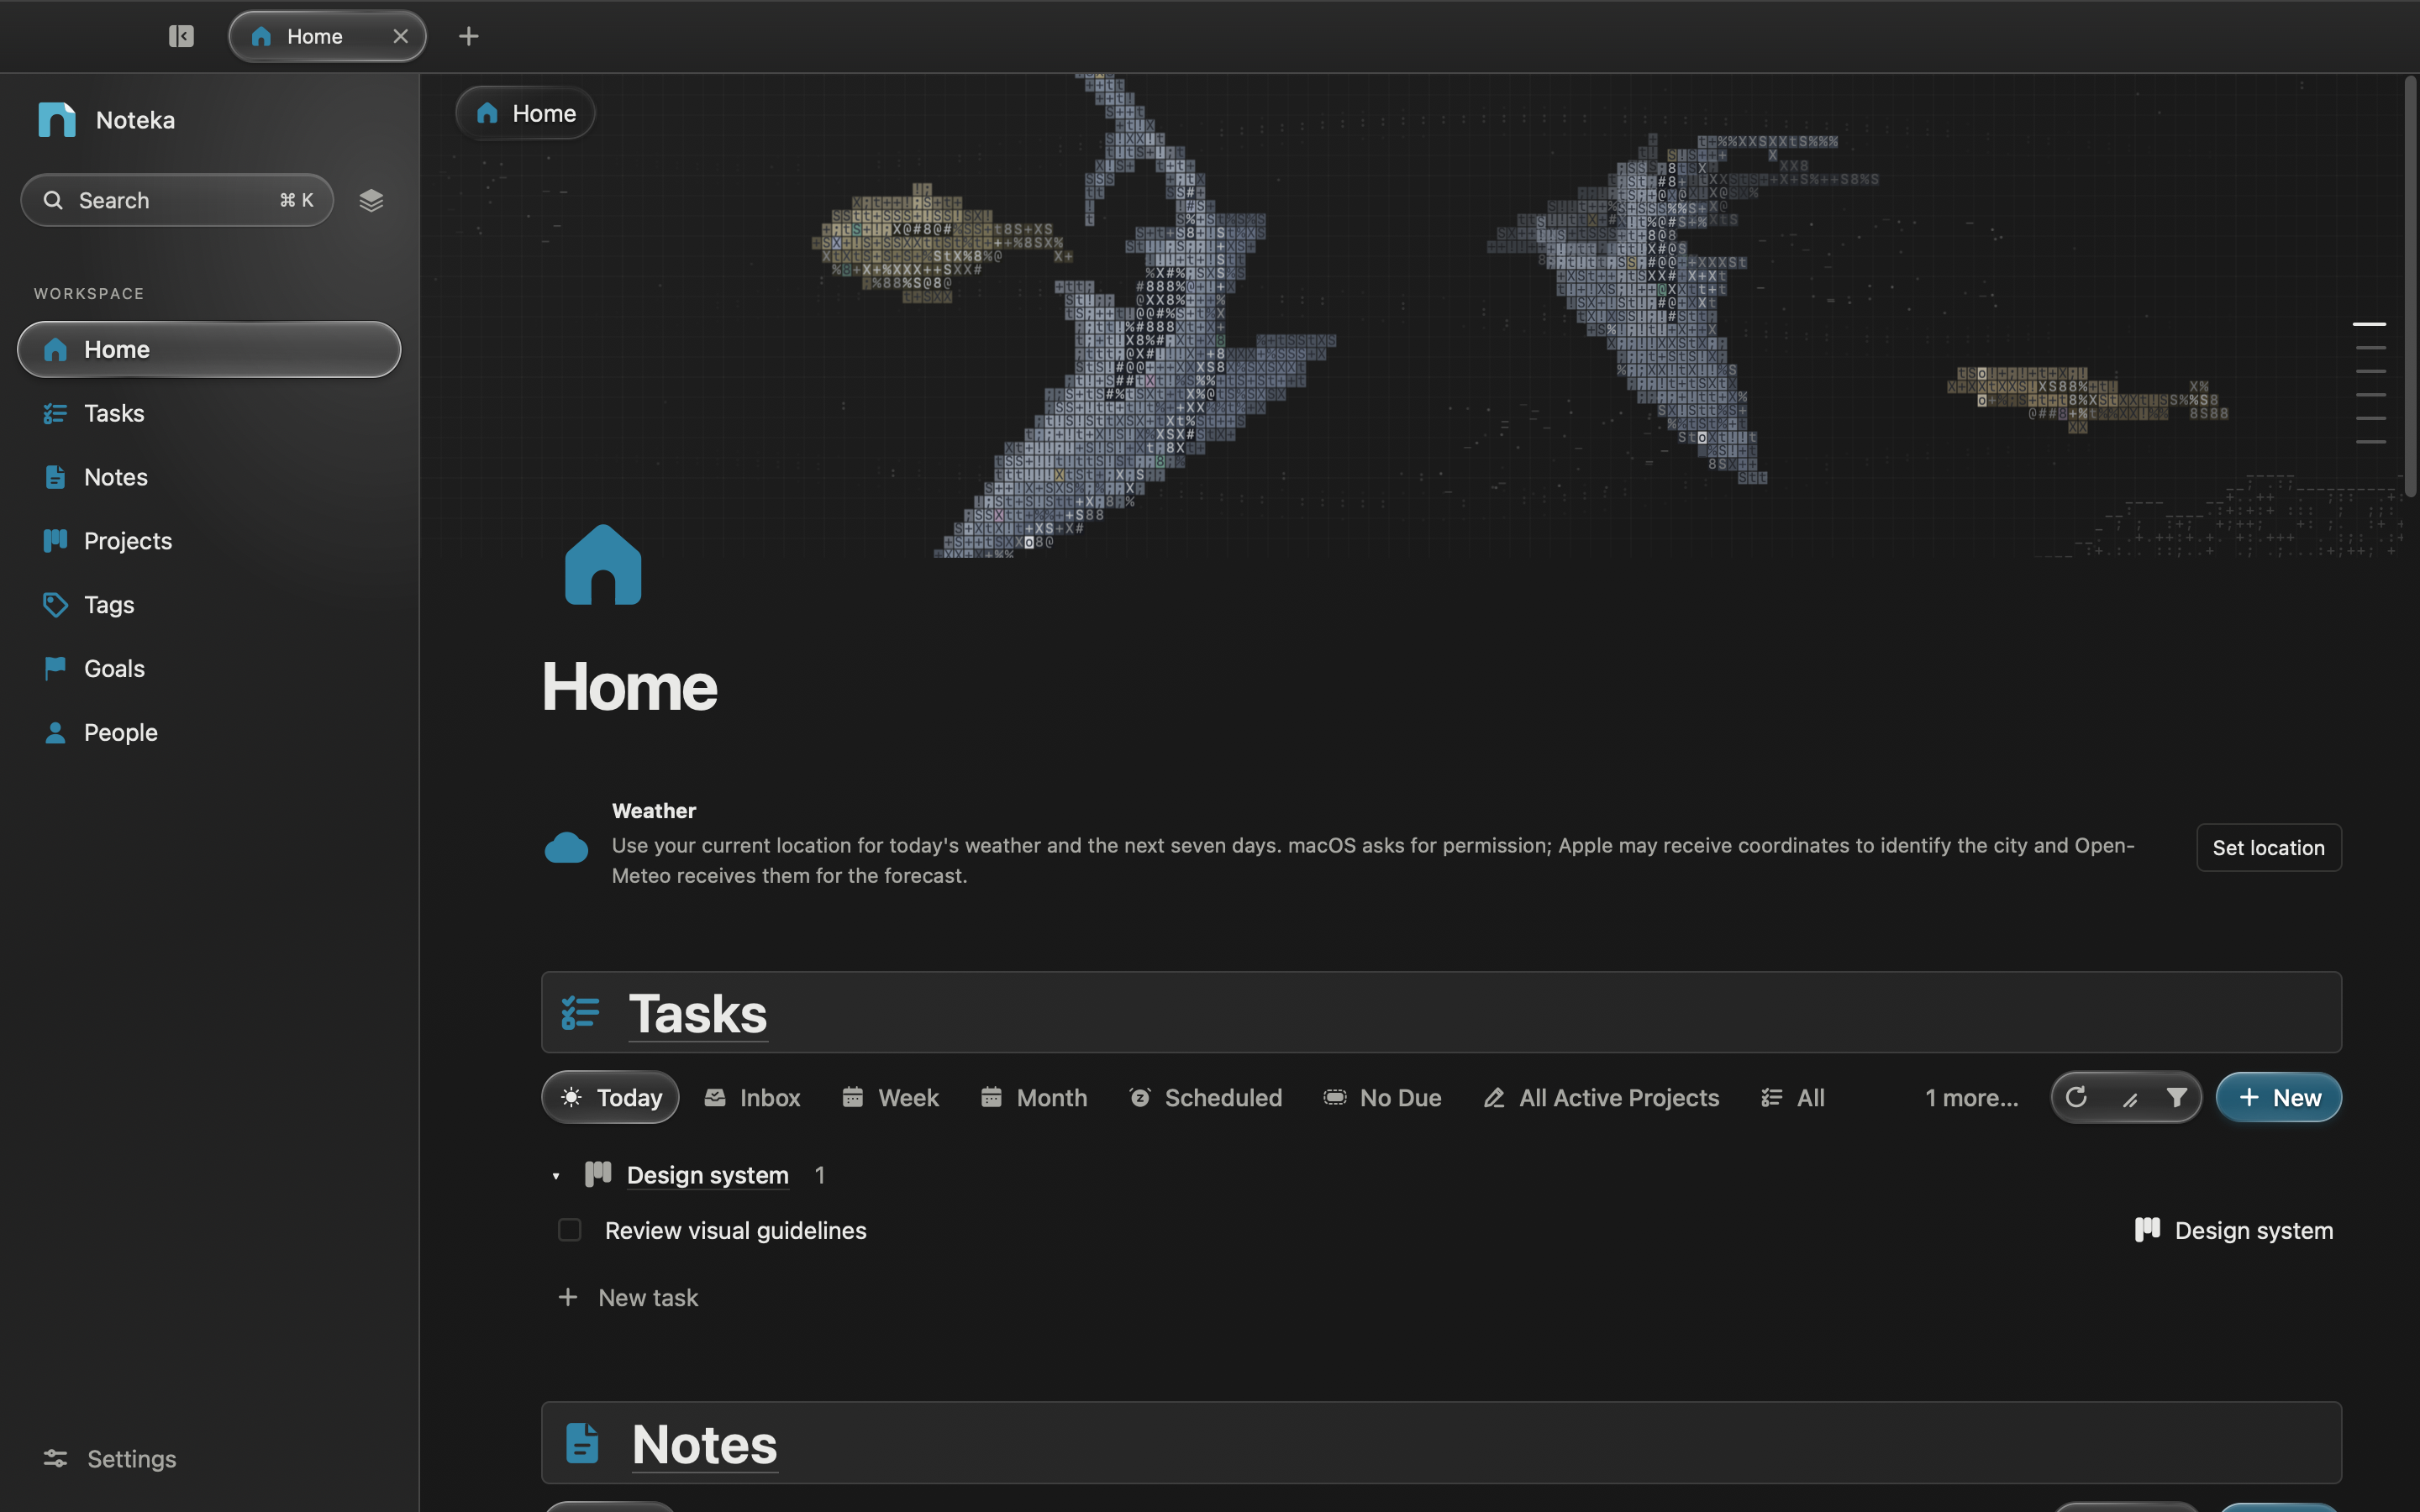 Home
Noteka
Search ⌘ K
WORKSPACE
Home
Tasks
Notes
Projects
Tags
Goals
People
Settings
Home
Home
Weather
Use your current location for today's weather and the next seven days. macOS asks for permission; Apple may receive coordinates to identify the city and Open-
Meteo receives them for the forecast.
Set location
Tasks
Today Inbox Week Month Scheduled No Due All Active Projects All 1 more... New
Design system 1
Review visual guidelines Design system
New task
Notes